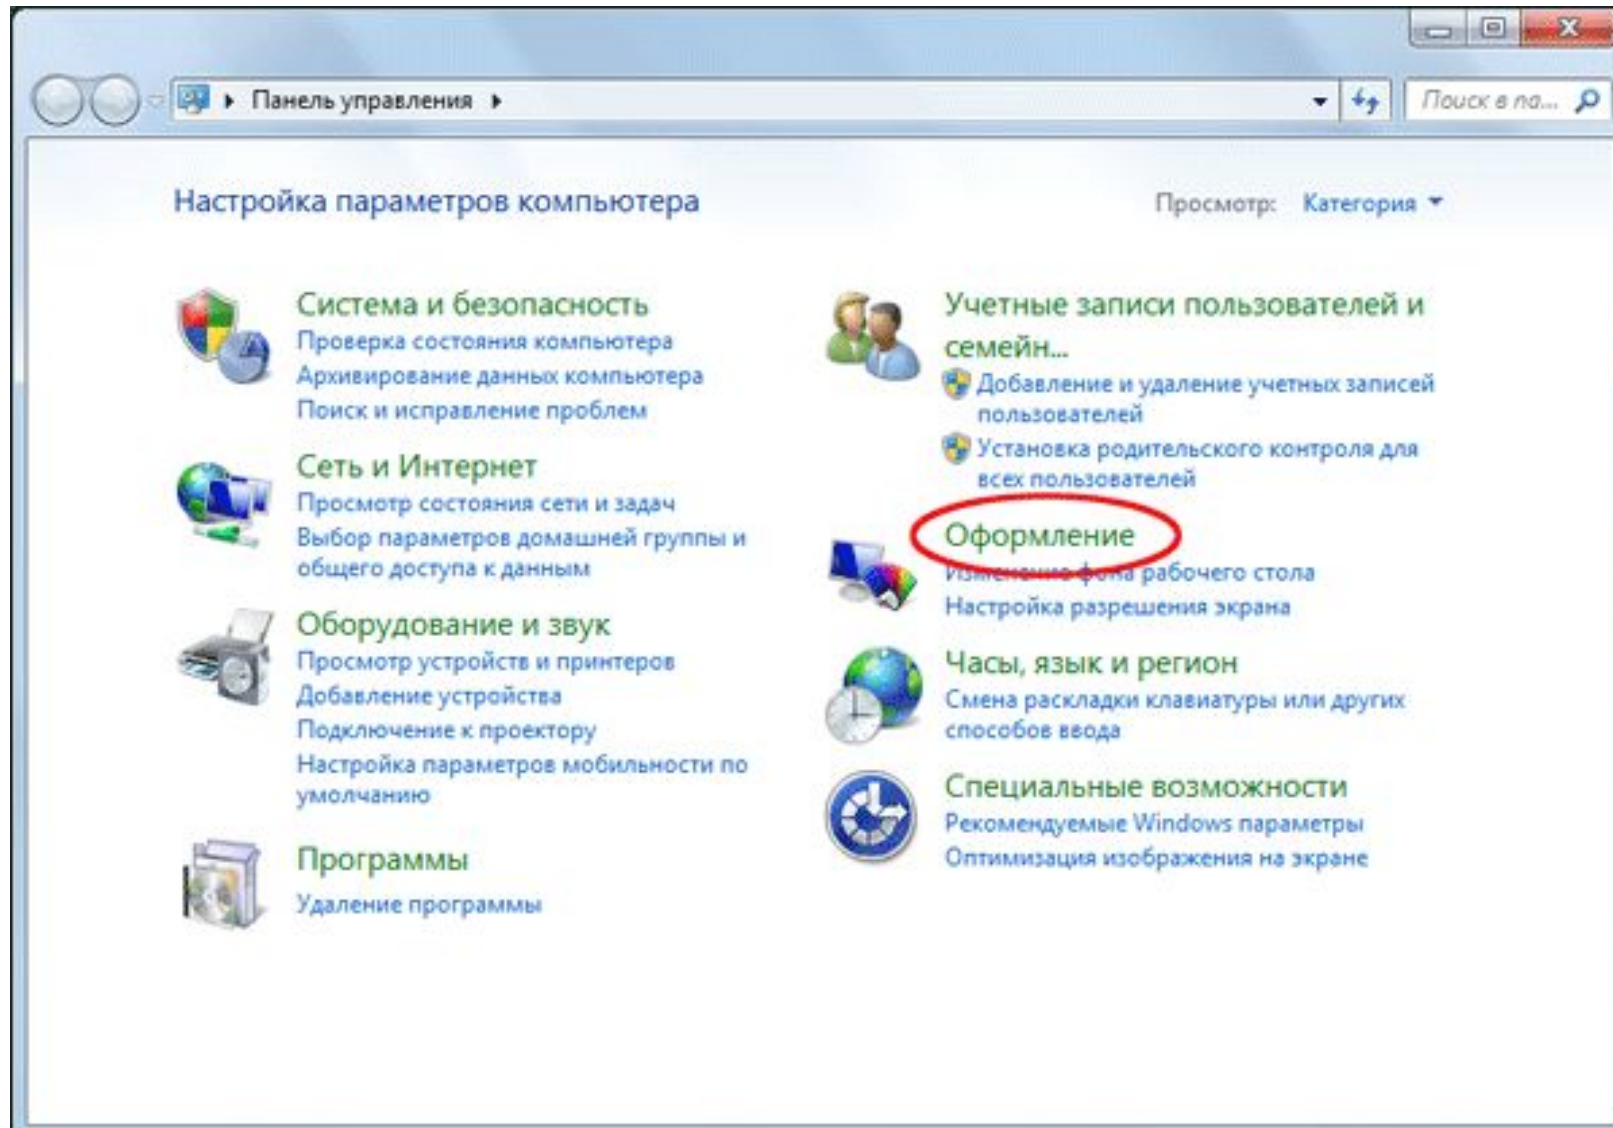 Панель управления
Поиск в па...
Настройка параметров компьютера
Просмотр: Категория
Система и безопасность
Проверка состояния компьютера
Архивирование данных компьютера
Поиск и исправление проблем
Сеть и Интернет
Просмотр состояния сети и задач
Выбор параметров домашней группы и
общего доступа к данным
Оборудование и звук
Просмотр устройств и принтеров
Добавление устройства
Подключение к проектору
Настройка параметров мобильности по
умолчанию
Программы
Удаление программы
Учетные записи пользователей и
семейн...
Добавление и удаление учетных записей
пользователей
Установка родительского контроля для
всех пользователей
Оформление
Изменение фона рабочего стола
Настройка разрешения экрана
Часы, язык и регион
Смена раскладки клавиатуры или других
способов ввода
Специальные возможности
Рекомендуемые Windows параметры
Оптимизация изображения на экране